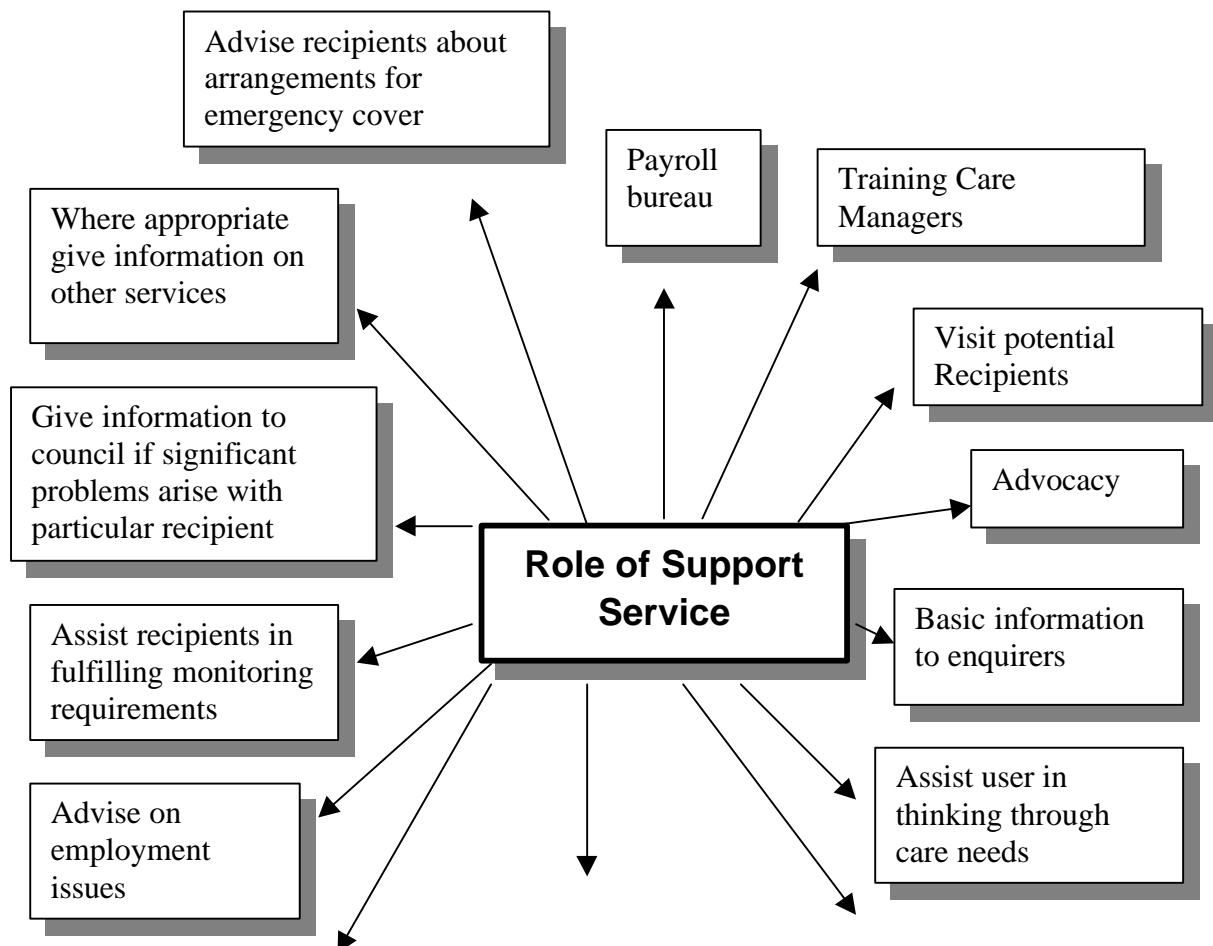 Advise recipients about
arrangements for
emergency cover
Payroll
bureau
Training Care
Managers
Where appropriate
give information on
other services
Visit potential
Recipients
Give information to
council if significant
problems arise with
particular recipient
Advocacy
Role of Support
Service
Basic information
to enquirers
Assist recipients in
fulfilling monitoring
requirements
Assist user in
thinking through
care needs
Advise on
employment
issues